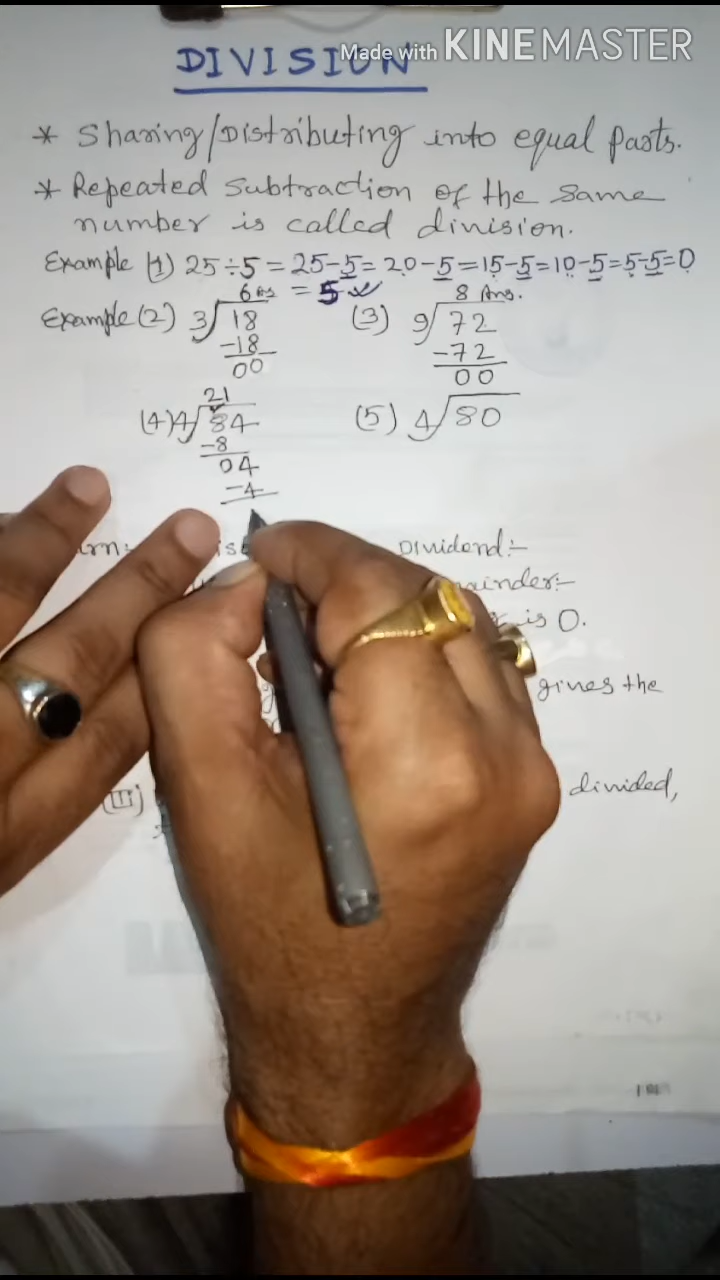 Made with KINEMASTER
DIVISION
* Sharing/Distributing into equal parts.
* Repeated subtraction of the same
number is called division.
Example (1) 25÷5 = 25-5 = 20-5 = 15-5 = 10-5 = 5-5 = 0
= 5
6 Ans
Example (2) 3 18
-18
00
8 Ans.
(3) 9 72
-72
00
21
(4) 4 84
-8
04
-4
(5) 4 80
Dividend:-
is 0.
gives the
(iii)
divided,